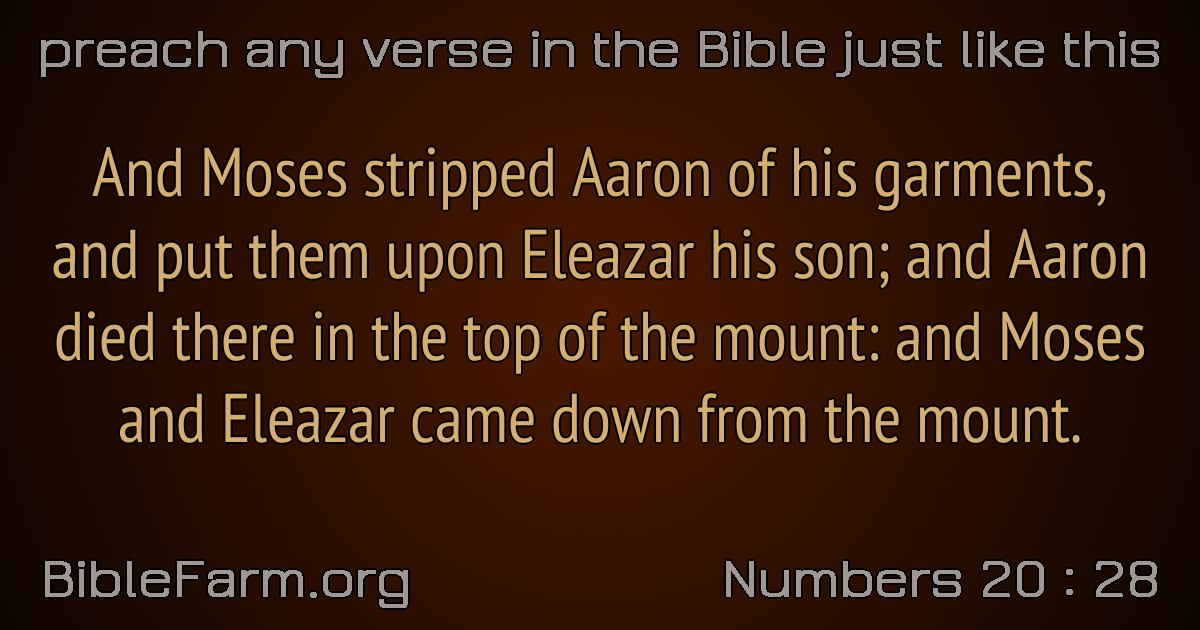 preach any verse in the Bible just like this
And Moses stripped Aaron of his garments,
and put them upon Eleazar his son; and Aaron
died there in the top of the mount: and Moses
and Eleazar came down from the mount.
BibleFarm.org
Numbers 20 : 28